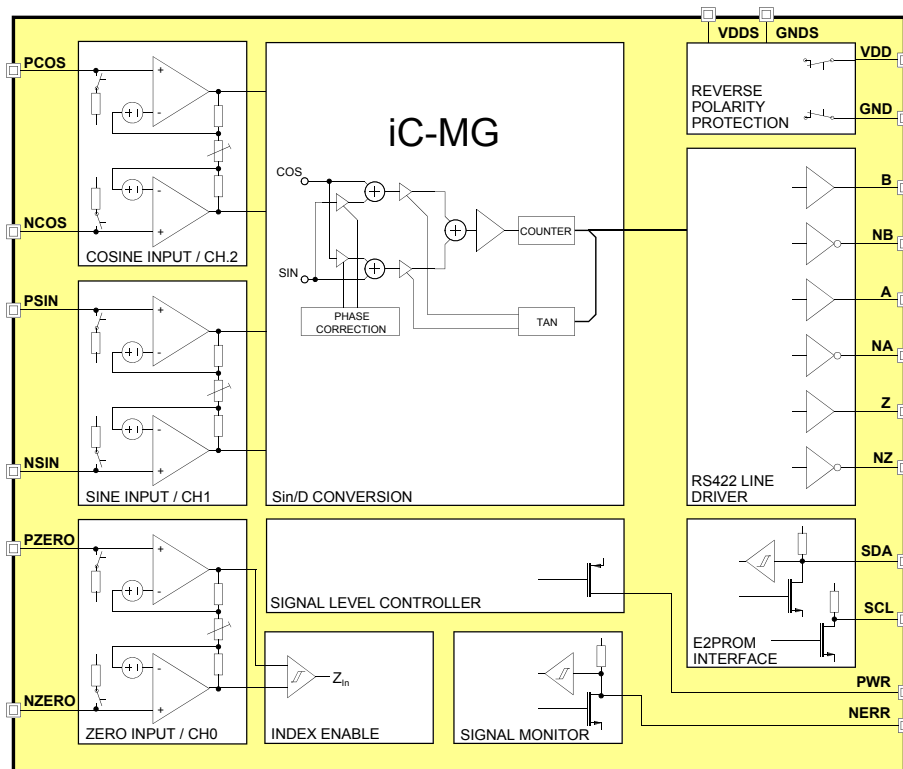 VDDS GNDS
PCOS
VDD
REVERSE
POLARITY
PROTECTION
GND
iC-MG
COS
SIN
COUNTER
PHASE
CORRECTION
TAN
NCOS
COSINE INPUT / CH.2
PSIN
NSIN
SINE INPUT / CH1
Sin/D CONVERSION
B
NB
A
NA
Z
NZ
RS422 LINE
DRIVER
PZERO
SIGNAL LEVEL CONTROLLER
SDA
SCL
E2PROM
INTERFACE
ZIn
PWR
NERR
NZERO
ZERO INPUT / CH0
INDEX ENABLE
SIGNAL MONITOR
+
-
-
+
+
-
-
+
+
-
-
+